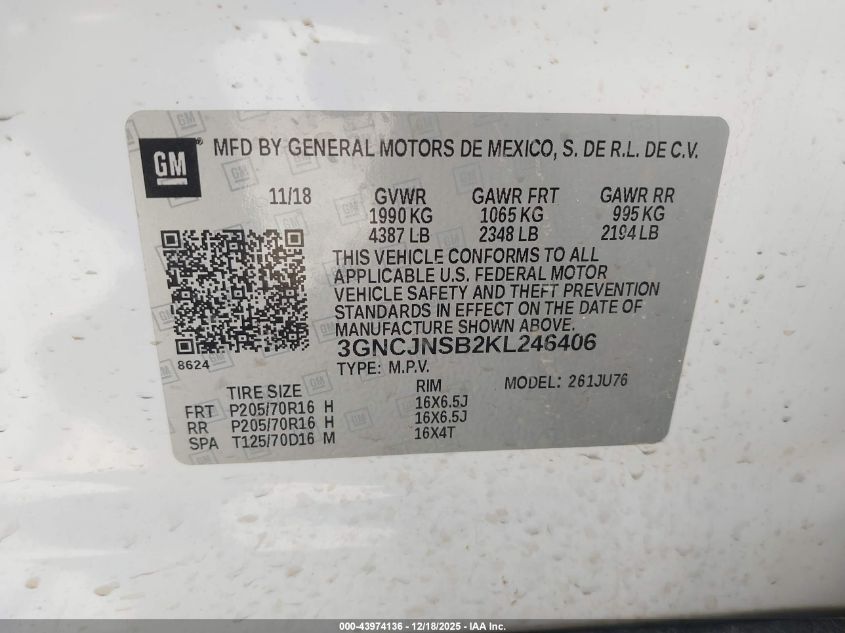 GM
MFD BY GENERAL MOTORS DE MEXICO, S. DE R.L. DE C.V.
11/18 GVWR GAWR FRT GAWR RR
1990 KG 1065 KG 995 KG
4387 LB 2348 LB 2194 LB
THIS VEHICLE CONFORMS TO ALL
APPLICABLE U.S. FEDERAL MOTOR
VEHICLE SAFETY AND THEFT PREVENTION
STANDARDS IN EFFECT ON THE DATE OF
MANUFACTURE SHOWN ABOVE.
8624
3GNCJNSB2KL246406
TYPE: M.P.V. MODEL: 261JU76
TIRE SIZE RIM
FRT P205/70R16 H 16X6.5J
RR P205/70R16 H 16X6.5J
SPA T125/70D16 M 16X4T
000-43974136 - 12/18/2025 - IAA Inc.